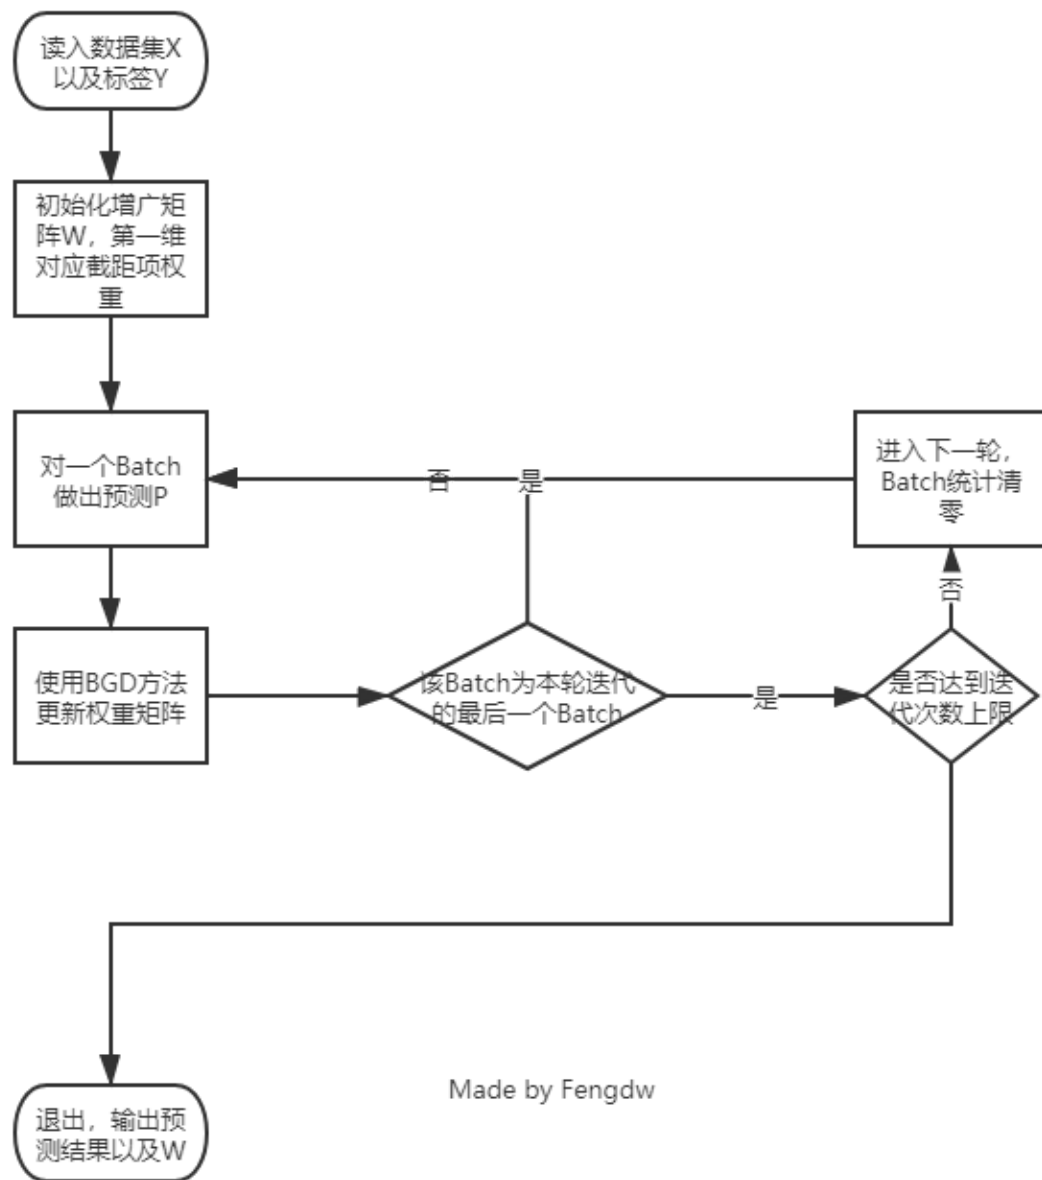 读入数据集X
以及标签Y
初始化增广矩
阵W，第一维
对应截距项权
重
对一个Batch
做出预测P
否
是
进入下一轮，
Batch统计清
零
否
使用BGD方法
更新权重矩阵
该Batch为本轮迭代
的最后一个Batch
是
是否达到迭
代次数上限
Made by Fengdw
退出，输出预
测结果以及W